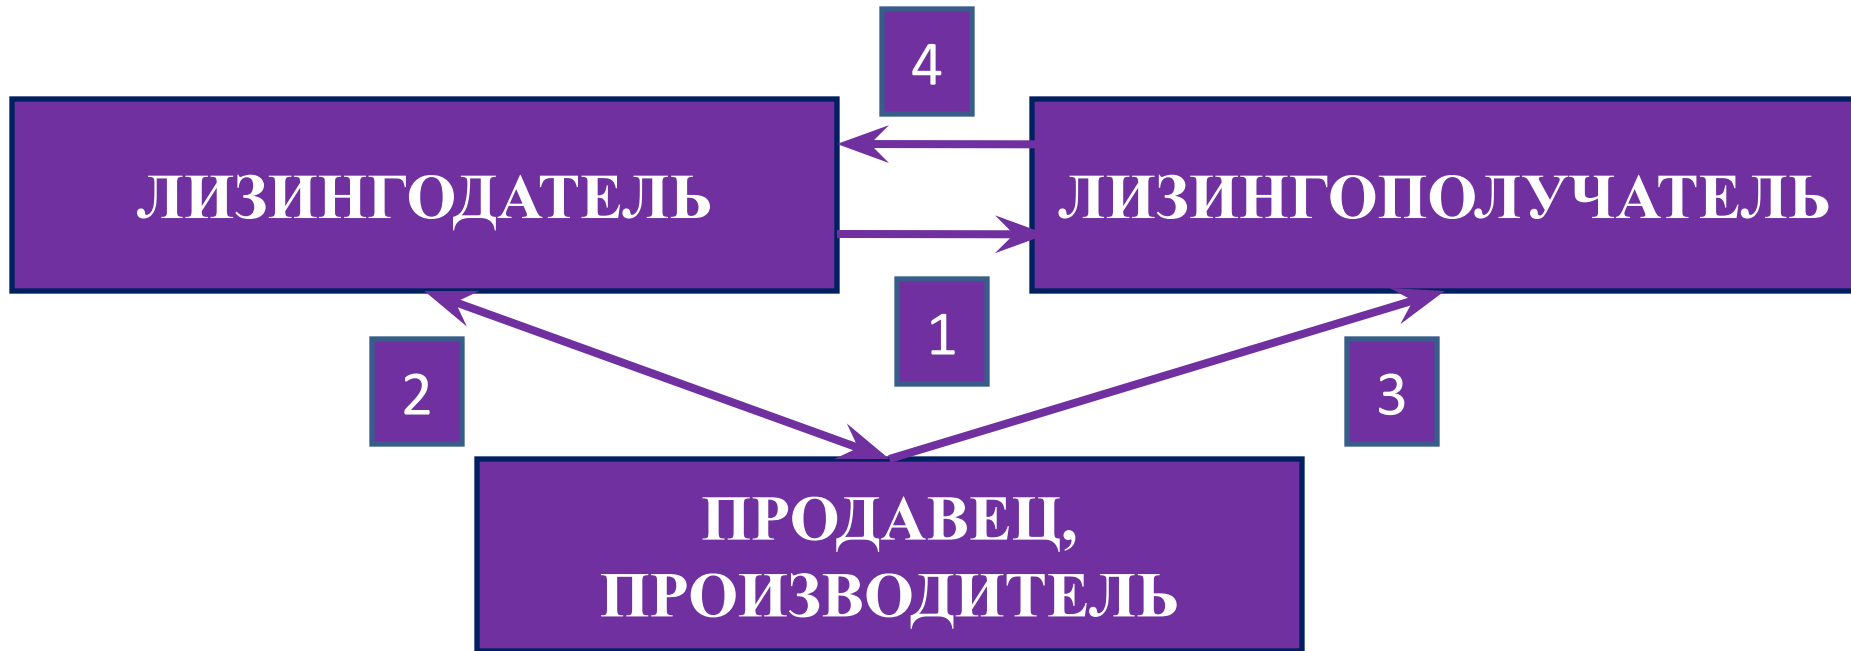 4
ЛИЗИНГОДАТЕЛЬ
ЛИЗИНГОПОЛУЧАТЕЛЬ
1
2
3
ПРОДАВЕЦ,
ПРОИЗВОДИТЕЛЬ